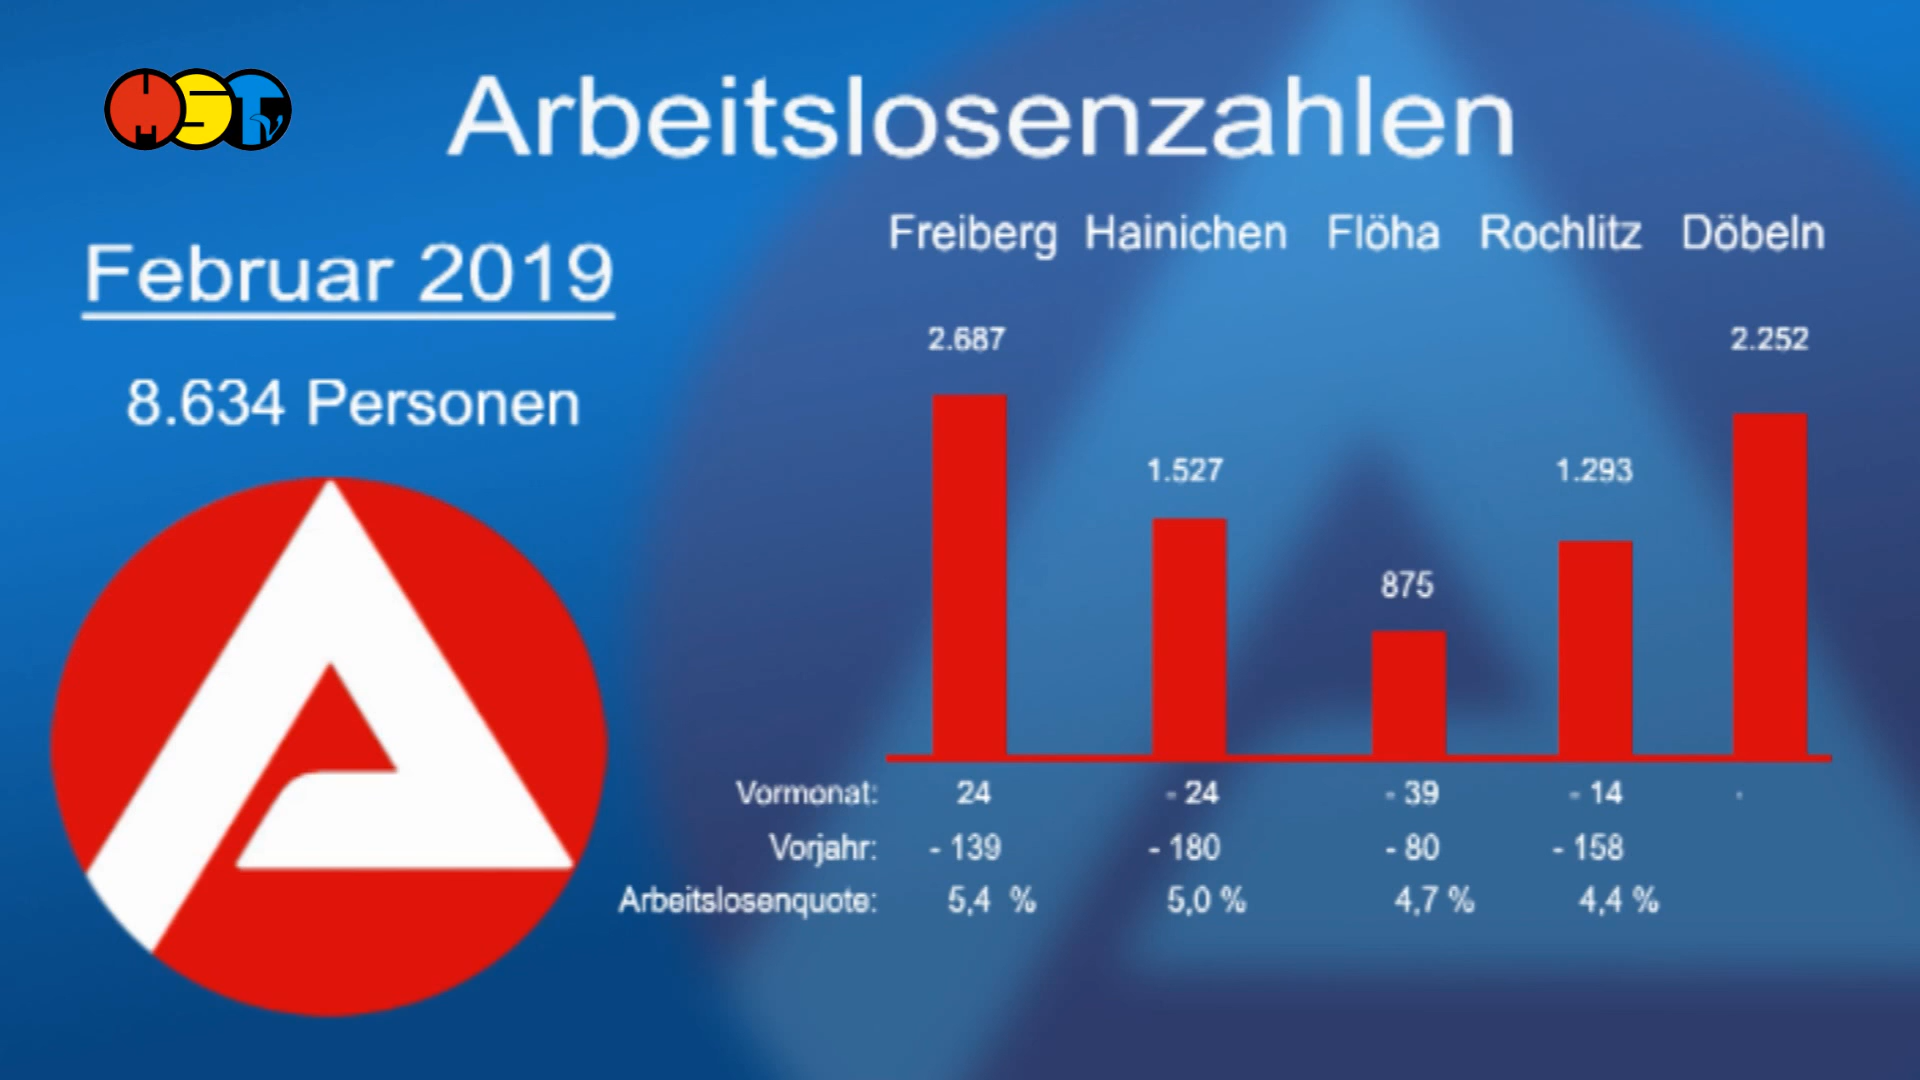 MSTV
Arbeitslosenzahlen
Februar 2019
8.634 Personen
Freiberg Hainichen Flöha Rochlitz Döbeln
2.687 1.527 875 1.293 2.252
Vormonat: 24 - 24 - 39 - 14 -
Vorjahr: - 139 - 180 - 80 - 158
Arbeitslosenquote: 5,4 % 5,0 % 4,7 % 4,4 %